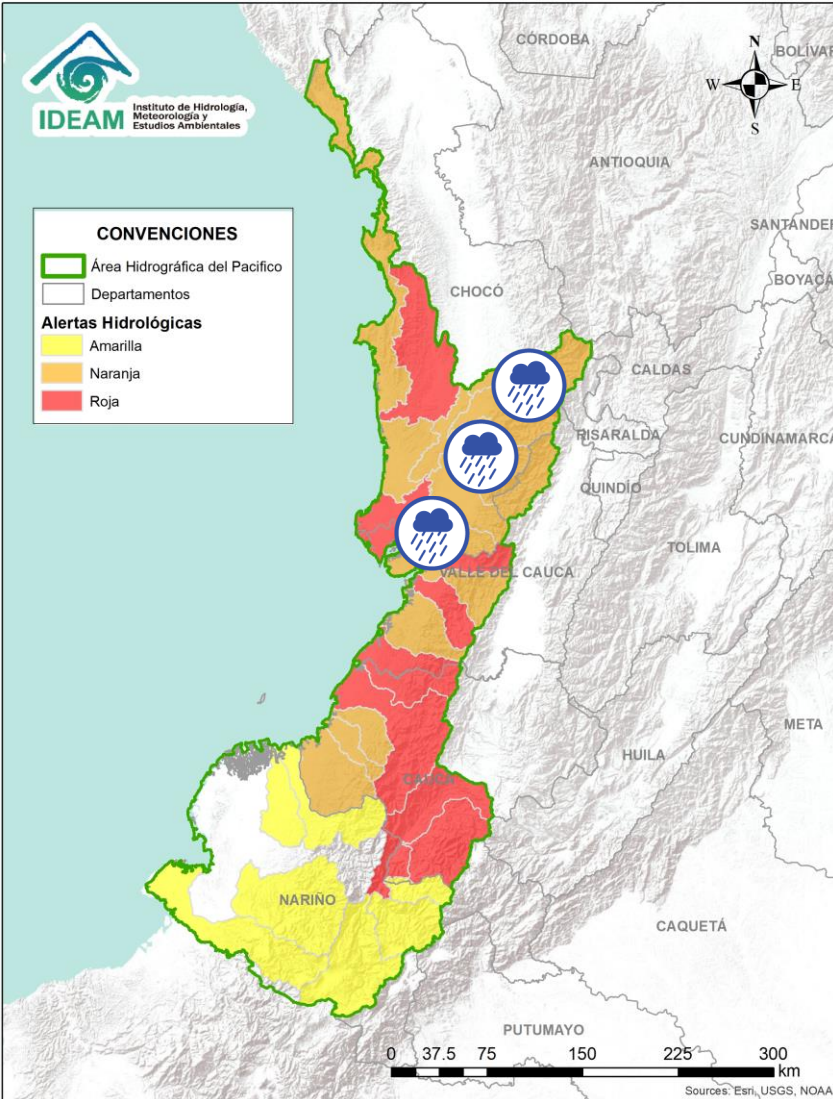 IDEAM
Instituto de Hidrología,
Meteorología y
Estudios Ambientales
N
W
E
S
CONVENCIONES
Área Hidrográfica del Pacifico
Departamentos
Alertas Hidrológicas
Amarilla
Naranja
Roja
CÓRDOBA
BOLÍVAR
ANTIOQUIA
SANTANDER
BOYACÁ
CHOCÓ
CALDAS
RISARALDA
CUNDINAMARCA
QUINDÍO
TOLIMA
VALLE DEL CAUCA
META
HUILA
CAUCA
NARIÑO
CAQUETÁ
PUTUMAYO
0 37.5 75 150 225 300
km
Sources: Esri, USGS, NOAA